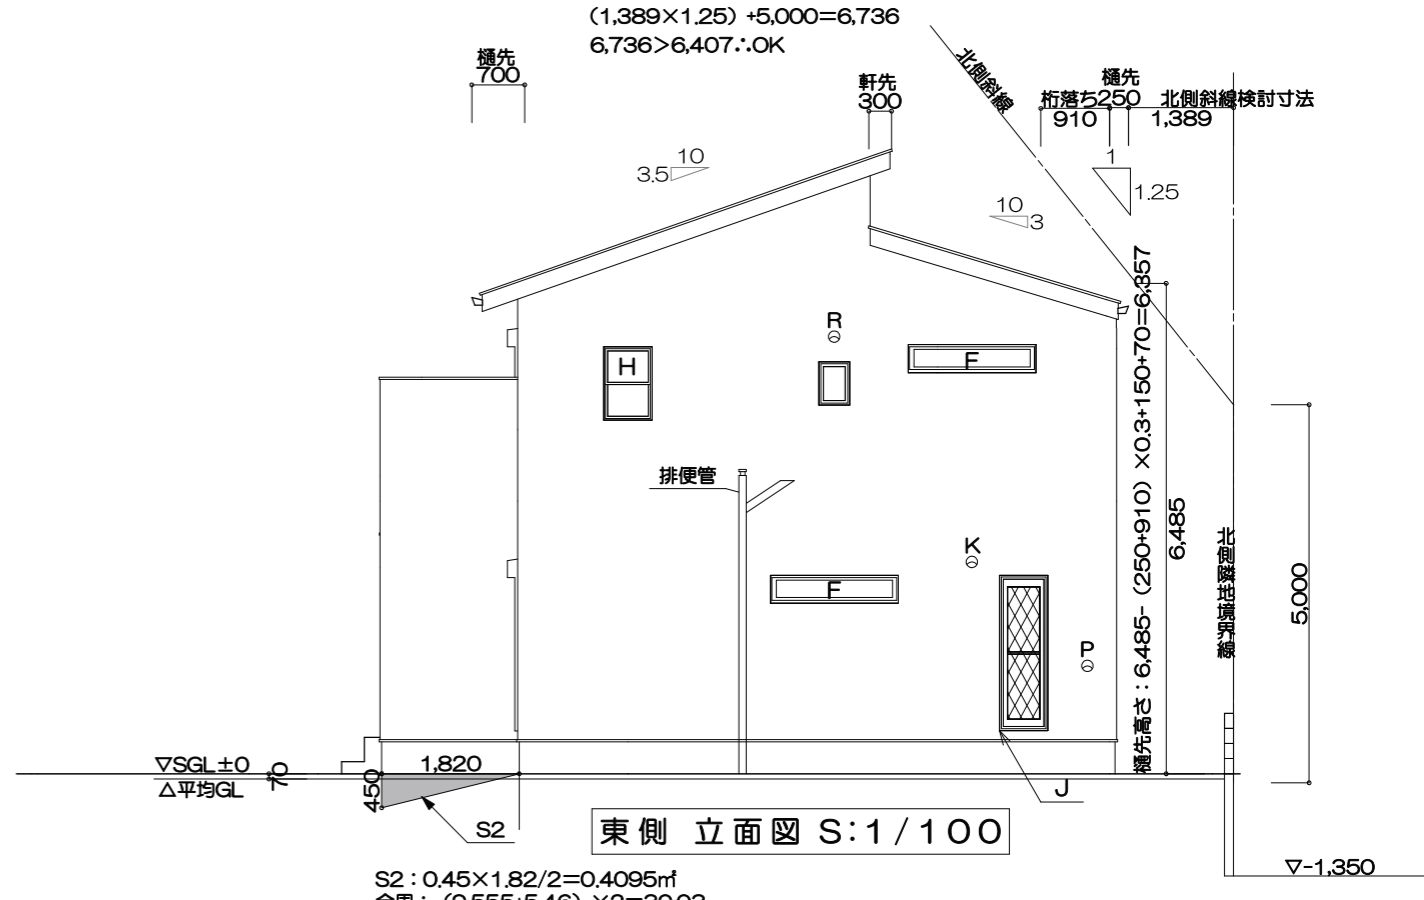 (1,389×1.25) +5,000=6,736
6,736>6,407∴OK
樋先
700
軒先
300
北側斜線
樋先
桁落ち250
北側斜線検討寸法
910
1,389
10
3.5
1
1.25
10
3
R
H
F
排便管
K
F
P
J
樋先高さ：6,485-(250+910)×0.3+150+70=6,357
6,485
北側隣地境界線
5,000
▽SGL±0
70
△平均GL
450
1,820
S2
東側 立面図 S:1/100
▽-1,350
S2：0.45×1.82/2=0.4095㎡